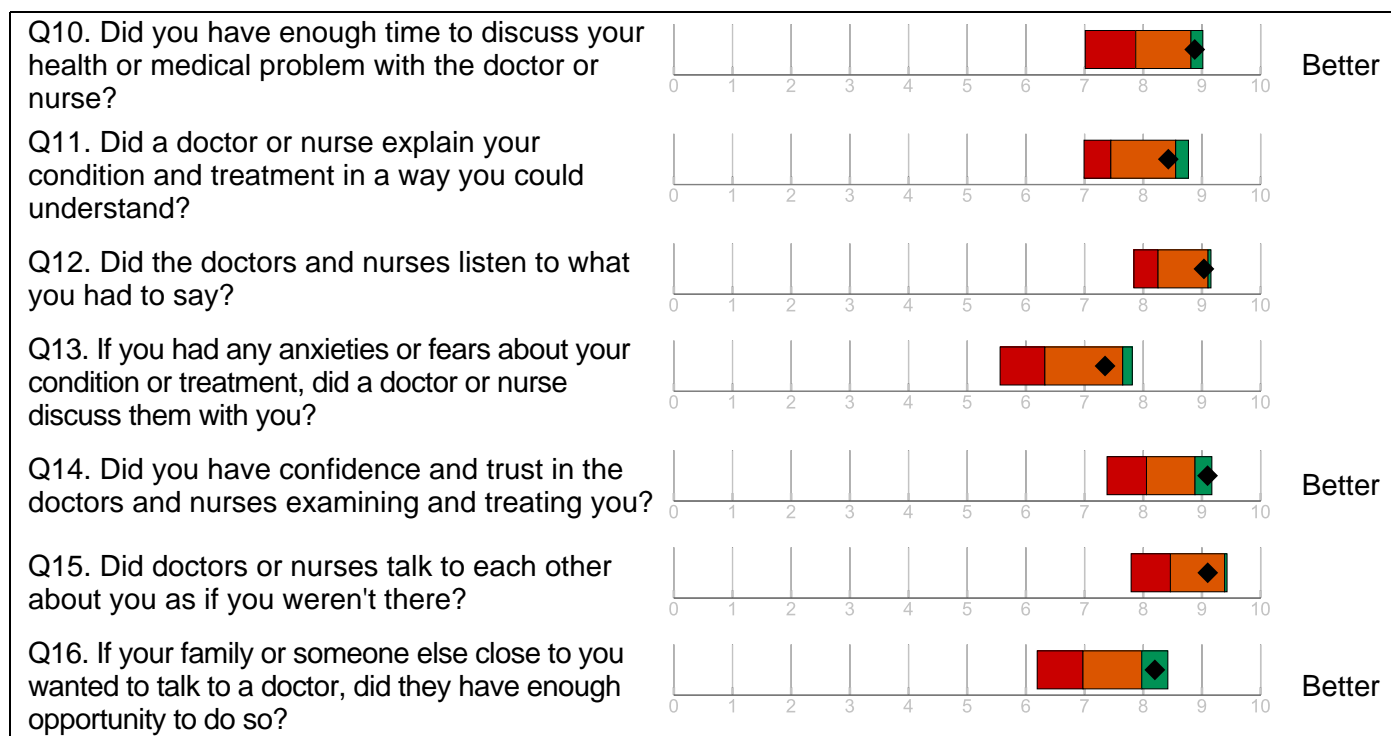 Q10. Did you have enough time to discuss your
health or medical problem with the doctor or
nurse?
0 1 2 3 4 5 6 7 8 9 10
Better
Q11. Did a doctor or nurse explain your
condition and treatment in a way you could
understand?
0 1 2 3 4 5 6 7 8 9 10
Q12. Did the doctors and nurses listen to what
you had to say?
0 1 2 3 4 5 6 7 8 9 10
Q13. If you had any anxieties or fears about your
condition or treatment, did a doctor or nurse
discuss them with you?
0 1 2 3 4 5 6 7 8 9 10
Q14. Did you have confidence and trust in the
doctors and nurses examining and treating you?
0 1 2 3 4 5 6 7 8 9 10
Better
Q15. Did doctors or nurses talk to each other
about you as if you weren't there?
0 1 2 3 4 5 6 7 8 9 10
Q16. If your family or someone else close to you
wanted to talk to a doctor, did they have enough
opportunity to do so?
0 1 2 3 4 5 6 7 8 9 10
Better